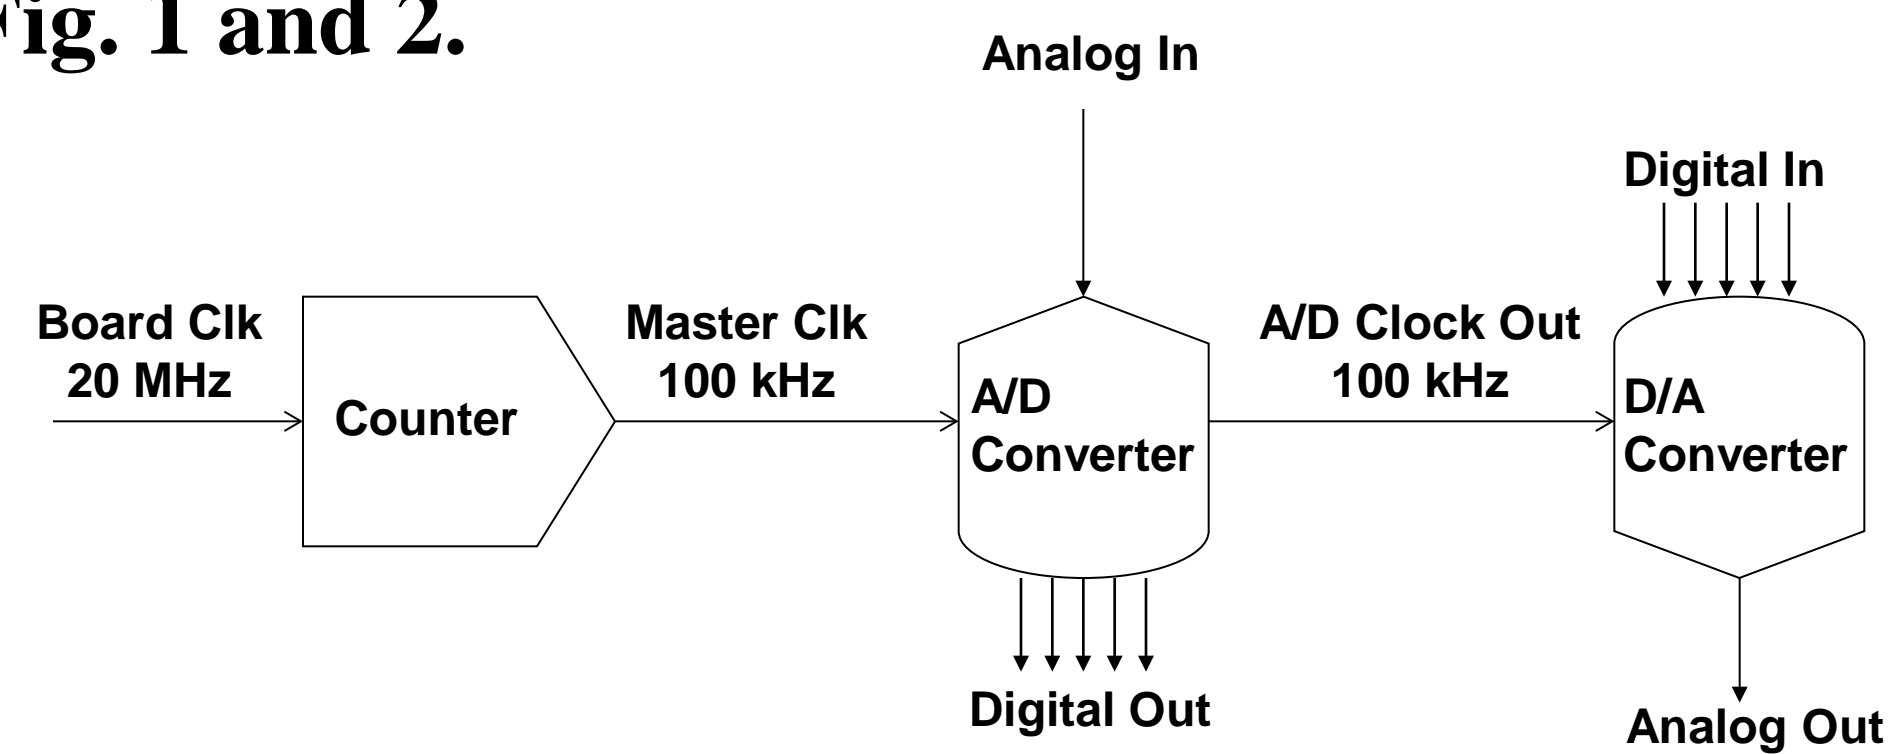 Fig. 1 and 2.
Analog In
Digital In
Board Clk
20 MHz
Counter
Master Clk
100 kHz
A/D
Converter
A/D Clock Out
100 kHz
D/A
Converter
Digital Out
Analog Out